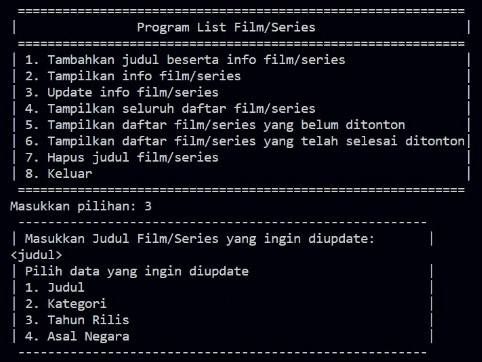 ===========================================================
|                Program List Film/Series                    |
===========================================================
| 1. Tambahkan judul beserta info film/series                |
| 2. Tampilkan info film/series                              |
| 3. Update info film/series                                 |
| 4. Tampilkan seluruh daftar film/series                    |
| 5. Tampilkan daftar film/series yang belum ditonton        |
| 6. Tampilkan daftar film/series yang telah selesai ditonton|
| 7. Hapus judul film/series                                 |
| 8. Keluar                                                  |
===========================================================
Masukkan pilihan: 3
------------------------------------------------------
| Masukkan Judul Film/Series yang ingin diupdate:       |
<judul>
| Pilih data yang ingin diupdate                        |
| 1. Judul                                              |
| 2. Kategori                                           |
| 3. Tahun Rilis                                        |
| 4. Asal Negara                                        |
------------------------------------------------------